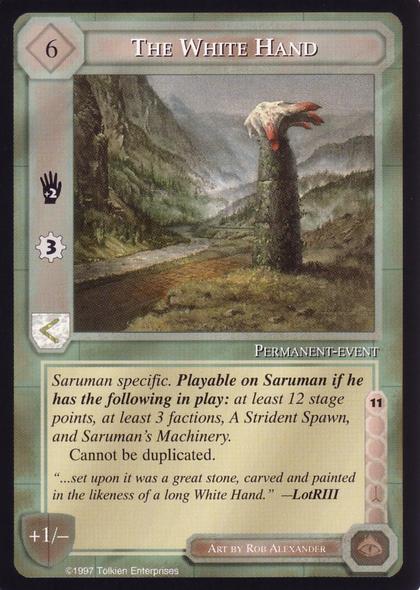 6
THE WHITE HAND
+2
3
PERMANENT-EVENT
Saruman specific. Playable on Saruman if he
has the following in play: at least 12 stage
points, at least 3 factions, A Strident Spawn,
and Saruman's Machinery.
Cannot be duplicated.
"...set upon it was a great stone, carved and painted
in the likeness of a long White Hand." —LotRIII
11
+1/–
ART BY ROB ALEXANDER
©1997 Tolkien Enterprises